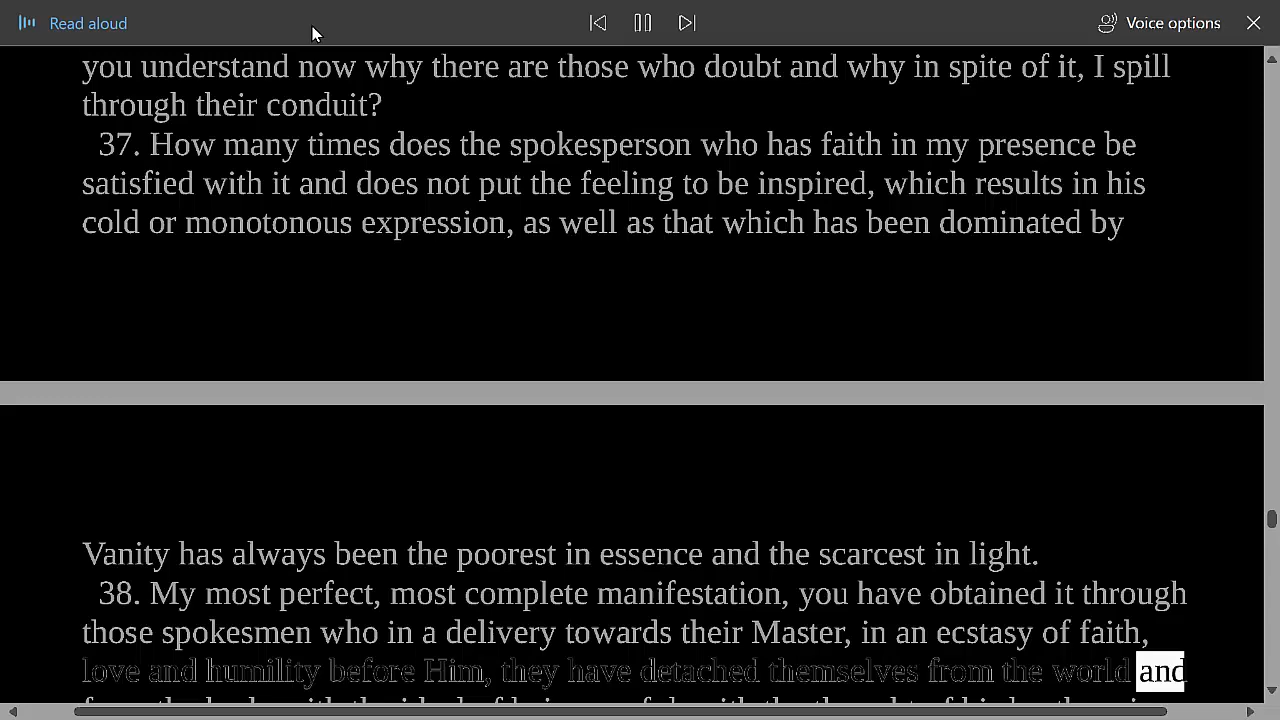 Read aloud
Voice options
you understand now why there are those who doubt and why in spite of it, I spill
through their conduit?
37. How many times does the spokesperson who has faith in my presence be
satisfied with it and does not put the feeling to be inspired, which results in his
cold or monotonous expression, as well as that which has been dominated by
Vanity has always been the poorest in essence and the scarcest in light.
38. My most perfect, most complete manifestation, you have obtained it through
those spokesmen who in a delivery towards their Master, in an ecstasy of faith,
love and humility before Him, they have detached themselves from the world and